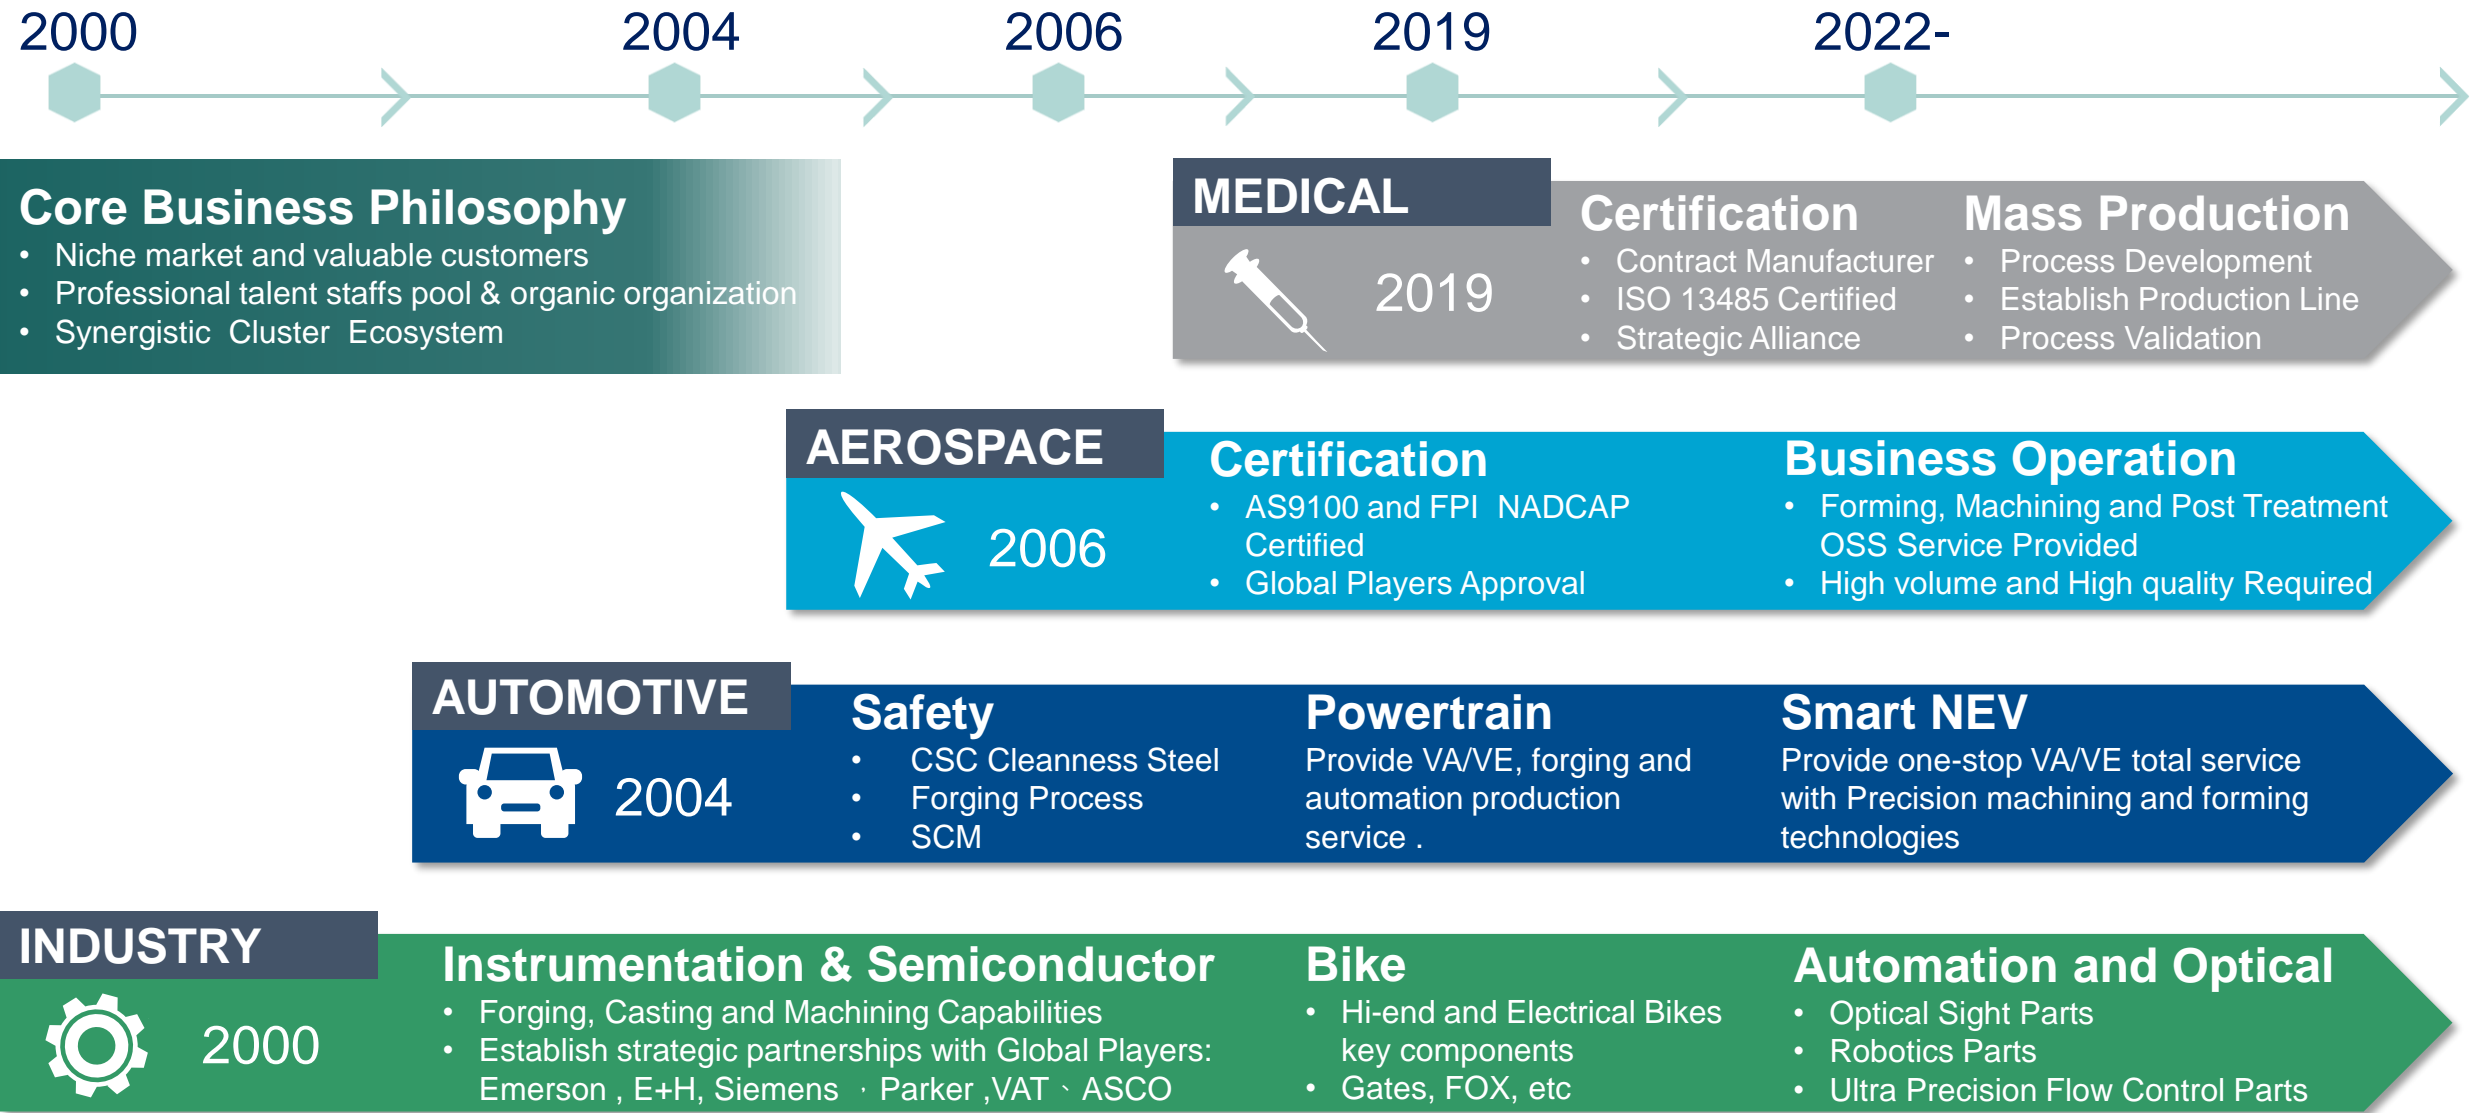 2000
2004
2006
2019
2022-
Core Business Philosophy
• Niche market and valuable customers
• Professional talent staffs pool & organic organization
• Synergistic Cluster Ecosystem
MEDICAL
2019
Certification
• Contract Manufacturer
• ISO 13485 Certified
• Strategic Alliance
Mass Production
• Process Development
• Establish Production Line
• Process Validation
AEROSPACE
2006
Certification
• AS9100 and FPI NADCAP
Certified
• Global Players Approval
Business Operation
• Forming, Machining and Post Treatment
OSS Service Provided
• High volume and High quality Required
AUTOMOTIVE
2004
Safety
• CSC Cleanness Steel
• Forging Process
• SCM
Powertrain
Provide VA/VE, forging and
automation production
service .
Smart NEV
Provide one-stop VA/VE total service
with Precision machining and forming
technologies
INDUSTRY
2000
Instrumentation & Semiconductor
• Forging, Casting and Machining Capabilities
• Establish strategic partnerships with Global Players:
Emerson , E+H, Siemens ，Parker ,VAT、ASCO
Bike
• Hi-end and Electrical Bikes
key components
• Gates, FOX, etc
Automation and Optical
• Optical Sight Parts
• Robotics Parts
• Ultra Precision Flow Control Parts